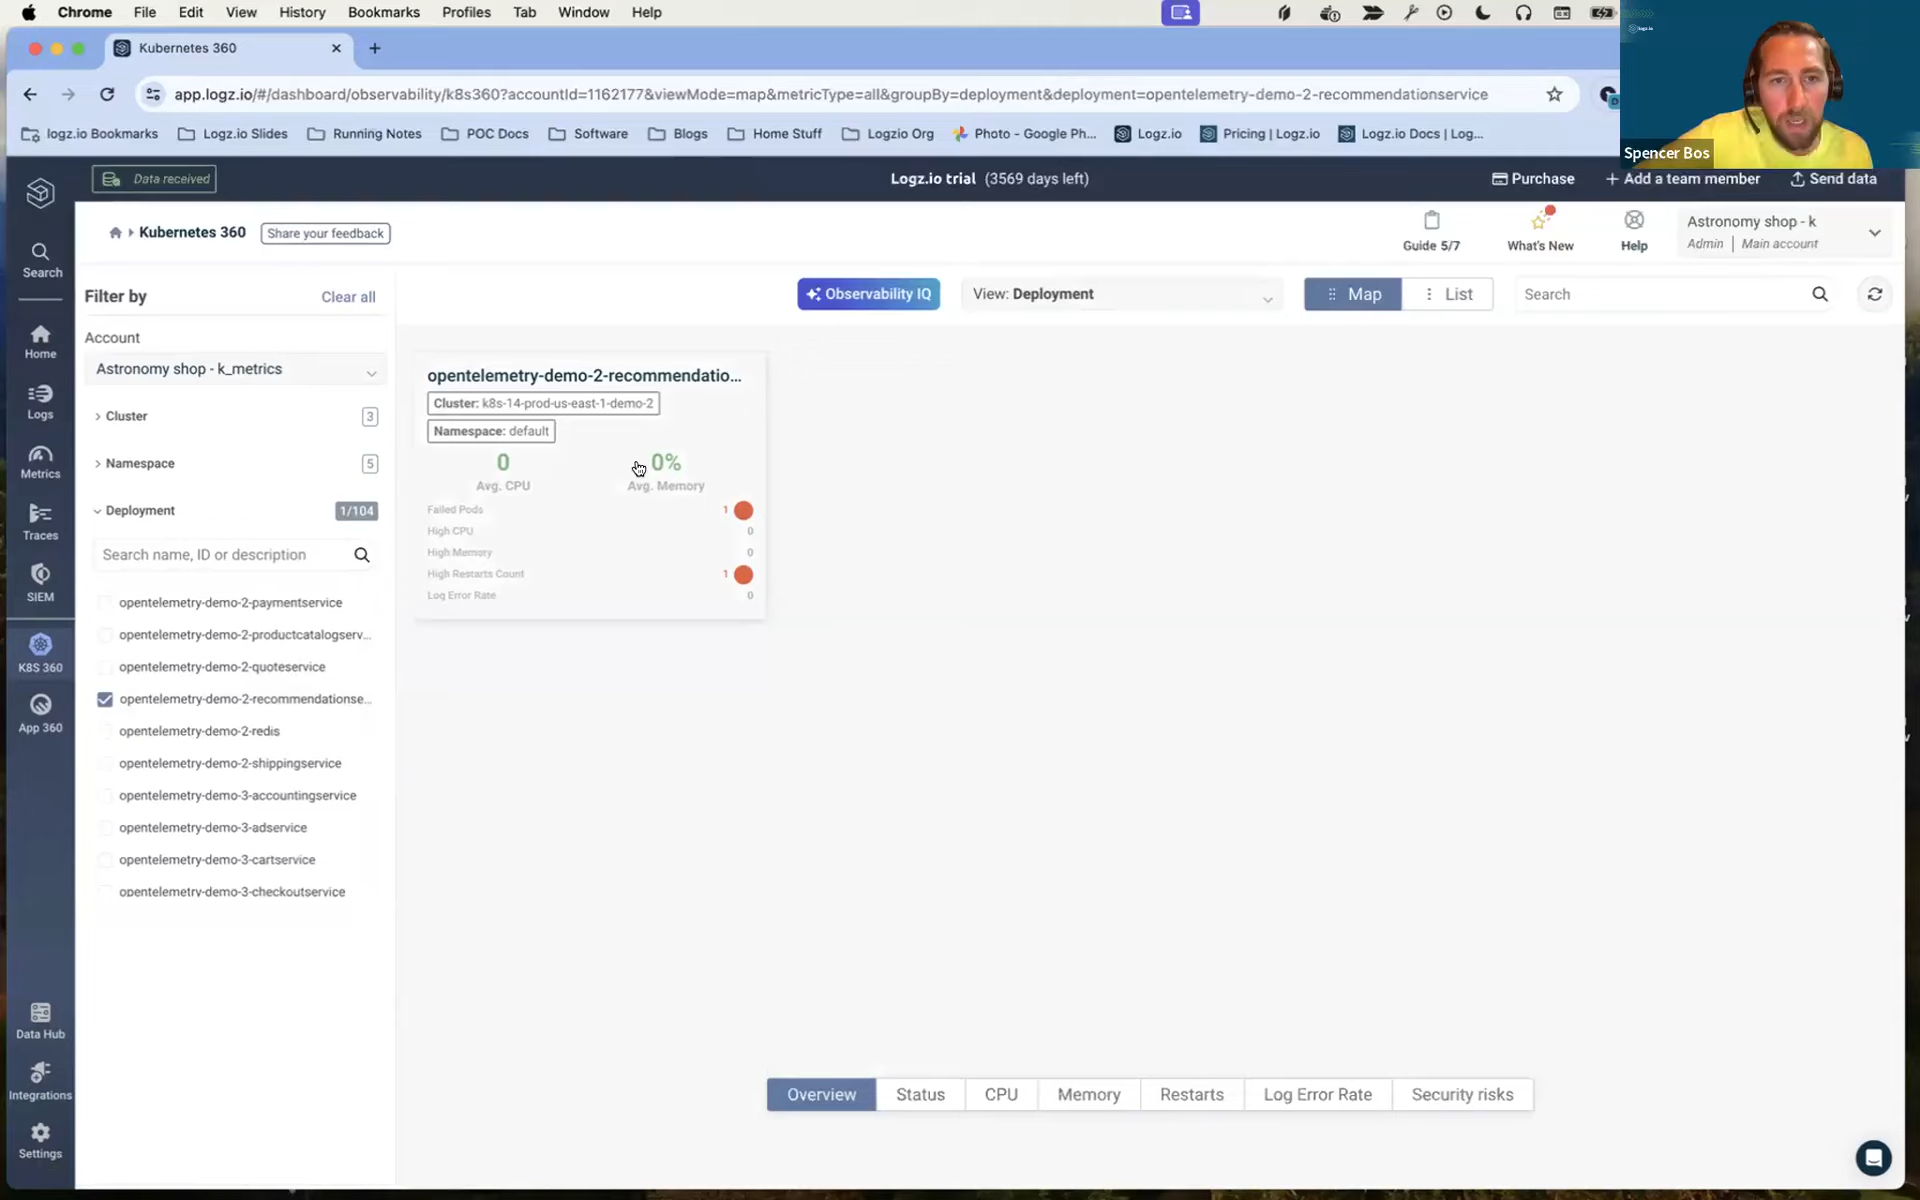 Chrome File Edit View History Bookmarks Profiles Tab Window Help
Kubernetes 360
app.logz.io/#/dashboard/observability/k8s360?accountId=1162177&viewMode=map&metricType=all&groupBy=deployment&deployment=opentelemetry-demo-2-recommendationservice
logz.io Bookmarks Logz.io Slides Running Notes POC Docs Software Blogs Home Stuff Logzio Org Photo - Google Ph... Logz.io Pricing | Logz.io Logz.io Docs | Log...
logz.io
Spencer Bos
Data received
Logz.io trial (3569 days left)
Purchase
+ Add a team member
Send data
Kubernetes 360
Share your feedback
Guide 5/7
What's New
Help
Astronomy shop - k
Admin | Main account
Search
Home
Logs
Metrics
Traces
SIEM
K8S 360
App 360
Data Hub
Integrations
Settings
Filter by
Clear all
Account
Astronomy shop - k_metrics
Cluster 3
Namespace 5
Deployment 1/104
Search name, ID or description
opentelemetry-demo-2-paymentservice
opentelemetry-demo-2-productcatalogserv...
opentelemetry-demo-2-quoteservice
opentelemetry-demo-2-recommendationse...
opentelemetry-demo-2-redis
opentelemetry-demo-2-shippingservice
opentelemetry-demo-3-accountingservice
opentelemetry-demo-3-adservice
opentelemetry-demo-3-cartservice
opentelemetry-demo-3-checkoutservice
Observability IQ
View: Deployment
Map
List
Search
opentelemetry-demo-2-recommendatio...
Cluster: k8s-14-prod-us-east-1-demo-2
Namespace: default
0 0%
Avg. CPU Avg. Memory
Failed Pods 1
High CPU 0
High Memory 0
High Restarts Count 1
Log Error Rate 0
Overview Status CPU Memory Restarts Log Error Rate Security risks